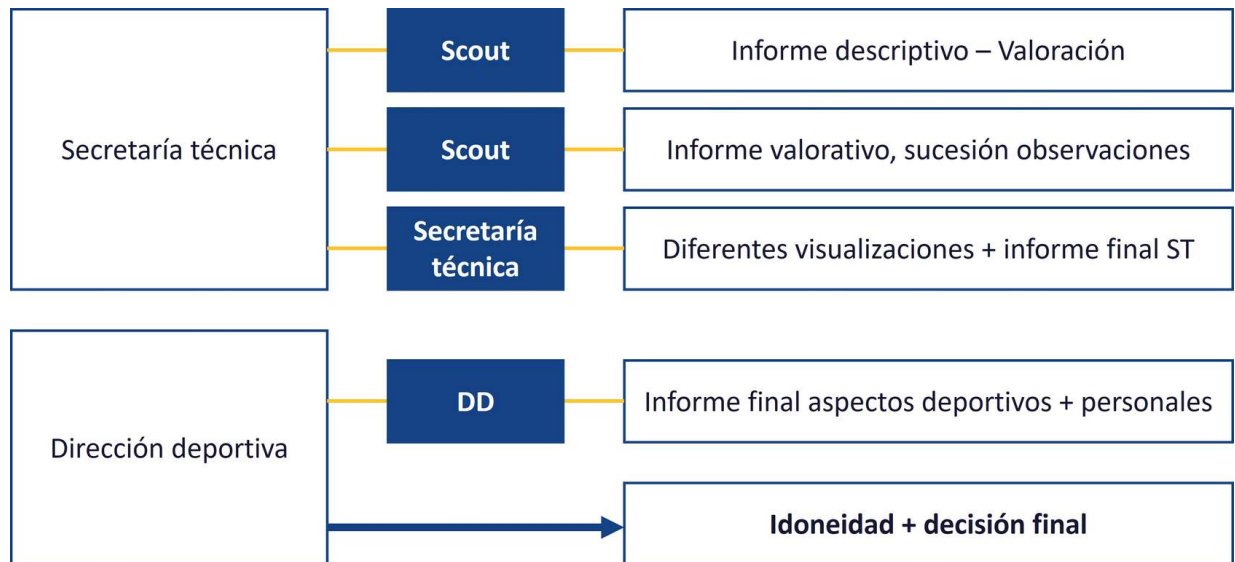 Secretaría técnica
Scout
Informe descriptivo – Valoración
Scout
Informe valorativo, sucesión observaciones
Secretaría
técnica
Diferentes visualizaciones + informe final ST
Dirección deportiva
DD
Informe final aspectos deportivos + personales
Idoneidad + decisión final